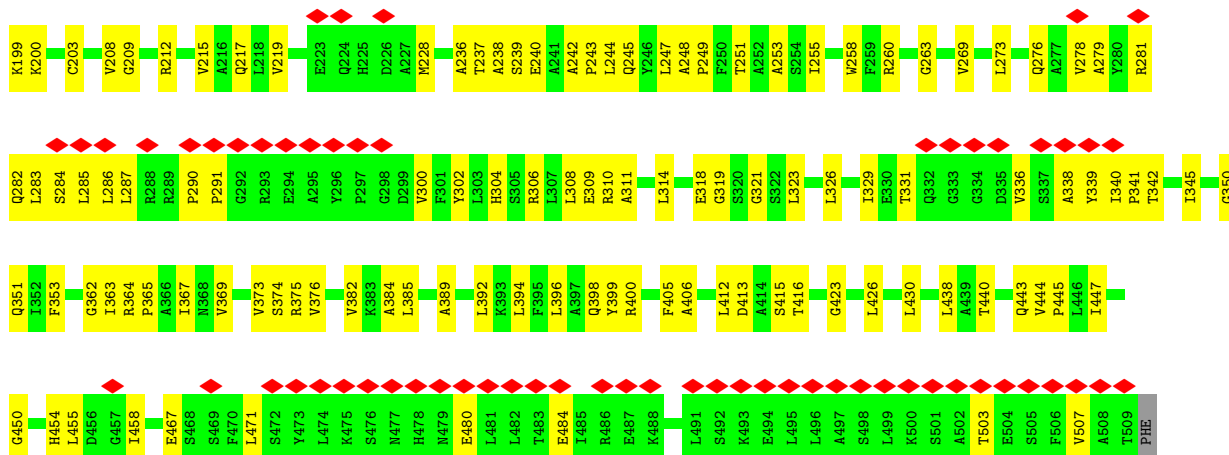 K199 K200 C203 V208 G209 R212 V215 A216 Q217 L218 V219 E223 Q224 H225 D226 A227 M228 A236 T237 A238 S239 E240 A241 A242 P243 L244 Q245 Y246 L247 A248 P249 F250 T251 A252 A253 S254 I255 W258 F259 R260 G263 V269 L273 Q276 A277 V278 A279 Y280 R281
Q282 L283 S284 L285 L286 L287 R288 R289 P290 P291 G292 R293 E294 A295 Y296 P297 G298 D299 V300 F301 Y302 L303 H304 S305 R306 L307 L308 E309 R310 A311 L314 E318 G319 S320 G321 S322 L323 L326 I329 E330 T331 Q332 G333 G334 D335 V336 S337 A338 Y339 I340 P341 T342 I345 G350
Q351 I352 F353 G362 I363 R364 P365 A366 I367 N368 V369 V373 S374 R375 V376 V382 K383 A384 L385 A389 L392 K393 L394 F395 L396 A397 Q398 Y399 R400 F405 A406 L412 D413 A414 S415 T416 G423 L426 L430 L438 A439 T440 Q443 V444 P445 L446 I447
G450 H454 L455 D456 G457 I458 E467 S468 S469 F470 L471 S472 Y473 L474 K475 S476 N477 H478 N479 E480 L481 L482 T483 E484 I485 R486 E487 K488 L491 S492 K493 E494 L495 L496 A497 S498 L499 K500 S501 A502 T503 E504 S505 F506 V507 A508 T509 PHE